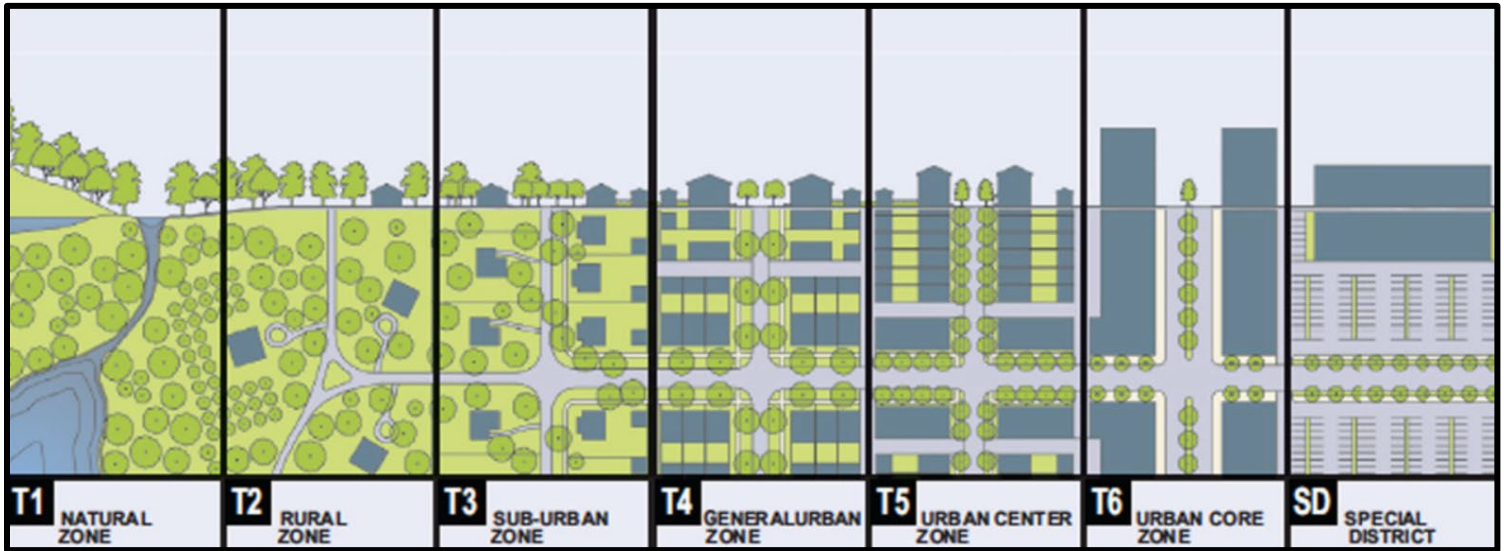 T1 NATURAL
ZONE
T2 RURAL
ZONE
T3 SUB-URBAN
ZONE
T4 GENERALURBAN
ZONE
T5 URBAN CENTER
ZONE
T6 URBAN CORE
ZONE
SD SPECIAL
DISTRICT